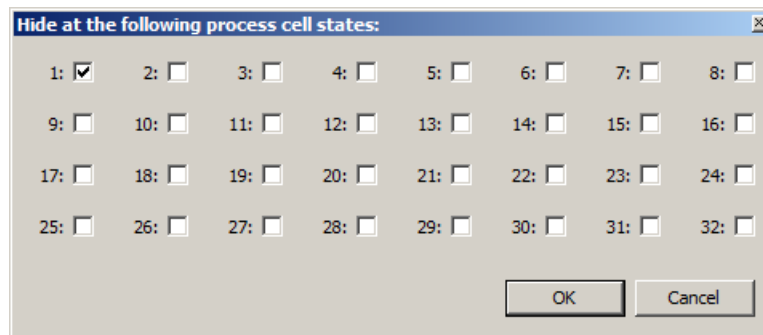 Hide at the following process cell states:
1: 2: 3: 4: 5: 6: 7: 8:
9: 10: 11: 12: 13: 14: 15: 16:
17: 18: 19: 20: 21: 22: 23: 24:
25: 26: 27: 28: 29: 30: 31: 32:
OK Cancel